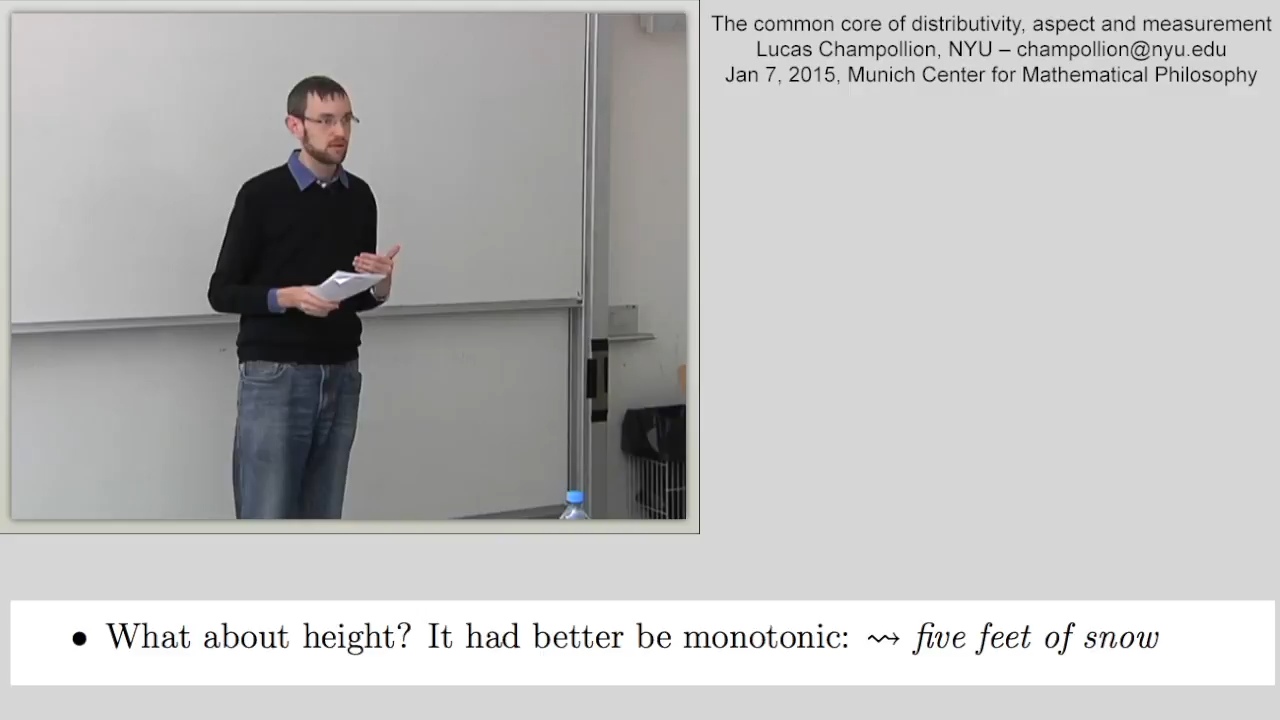 The common core of distributivity, aspect and measurement
Lucas Champollion, NYU – champollion@nyu.edu
Jan 7, 2015, Munich Center for Mathematical Philosophy
• What about height? It had better be monotonic: ⇝ five feet of snow